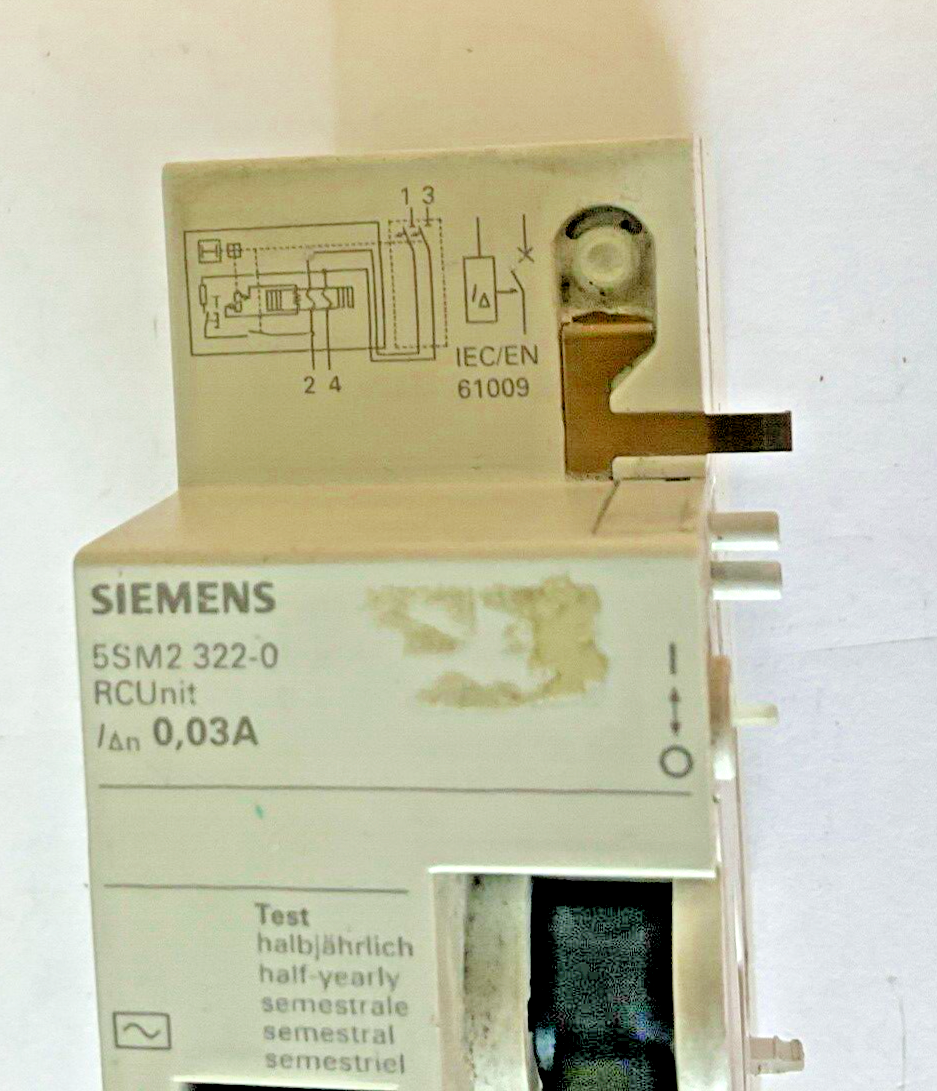 1 3
I Δ
2 4
IEC/EN
61009
SIEMENS
5SM2 322-0
RCUnit
IΔn 0,03A
I
O
Test
halbjährlich
half-yearly
semestrale
semestral
semestriel